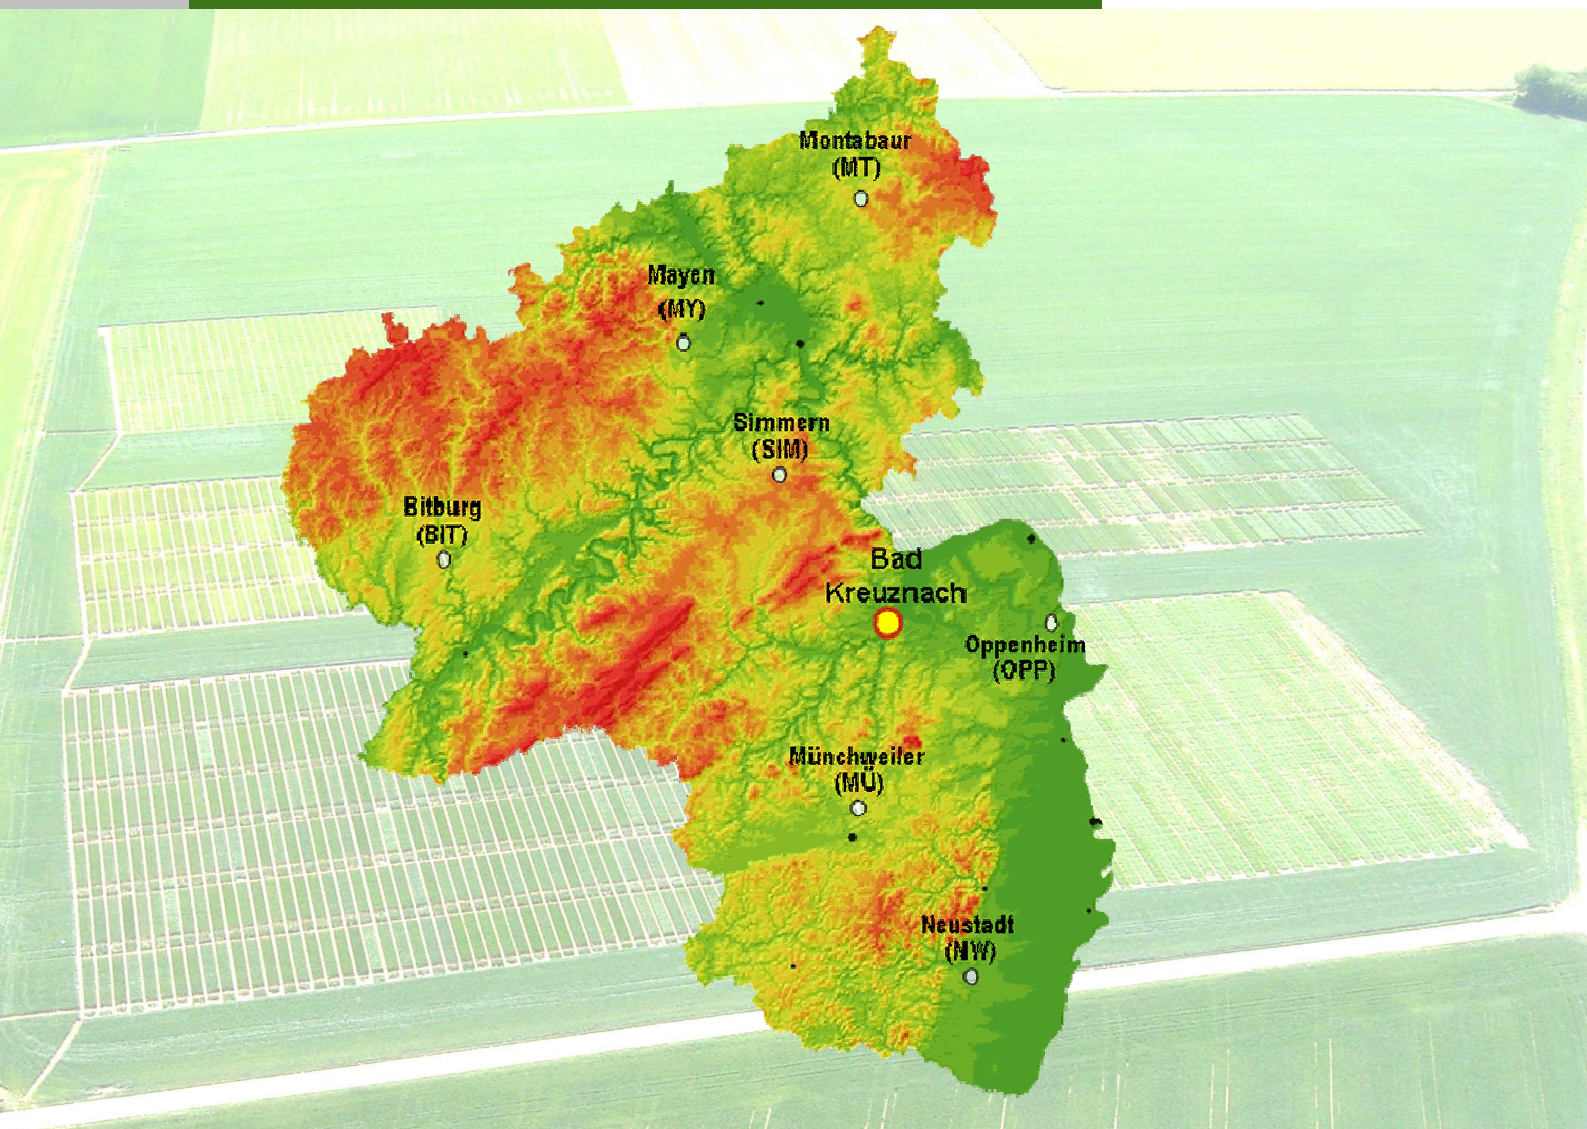 Montabaur
(MT)
Mayen
(MY)
Simmern
(SIM)
Bitburg
(BIT)
Bad
Kreuznach
Oppenheim
(OPP)
Münchweiler
(MÜ)
Neustadt
(NW)